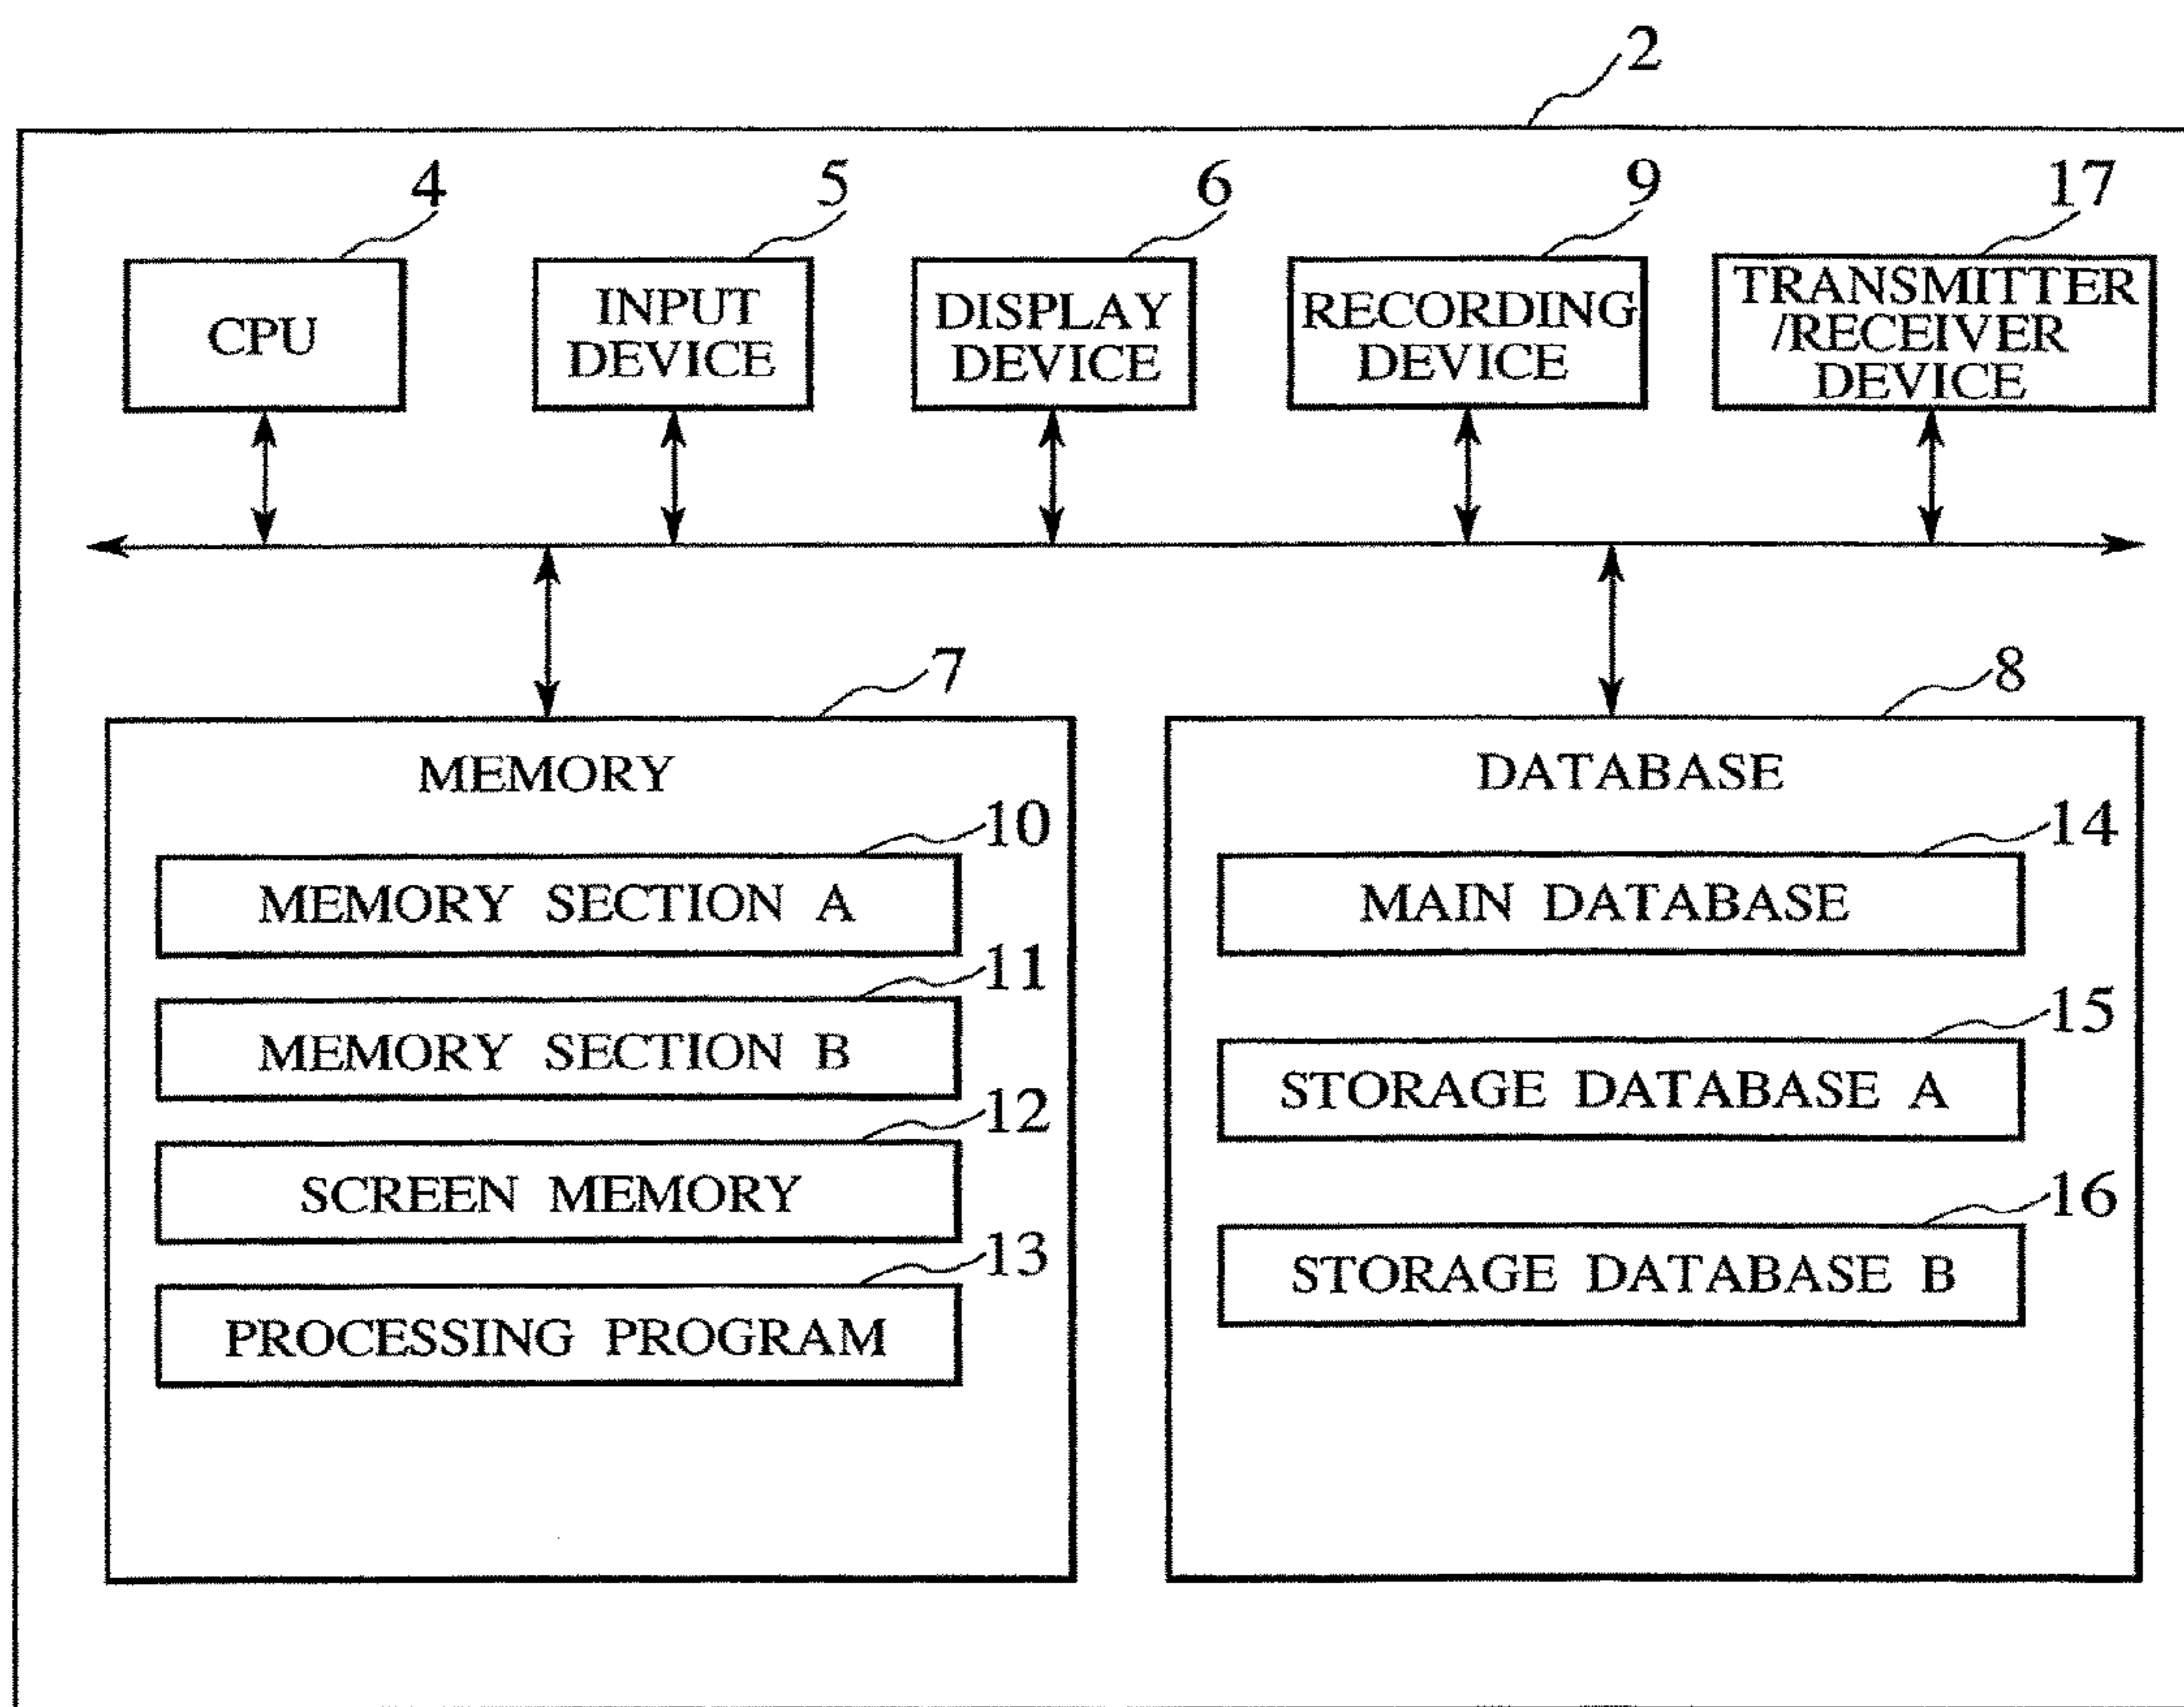 2
4
5
6
9
17
CPU
INPUT
DEVICE
DISPLAY
DEVICE
RECORDING
DEVICE
TRANSMITTER
/RECEIVER
DEVICE
7
MEMORY
10
MEMORY SECTION A
11
MEMORY SECTION B
12
SCREEN MEMORY
13
PROCESSING PROGRAM
8
DATABASE
14
MAIN DATABASE
15
STORAGE DATABASE A
16
STORAGE DATABASE B